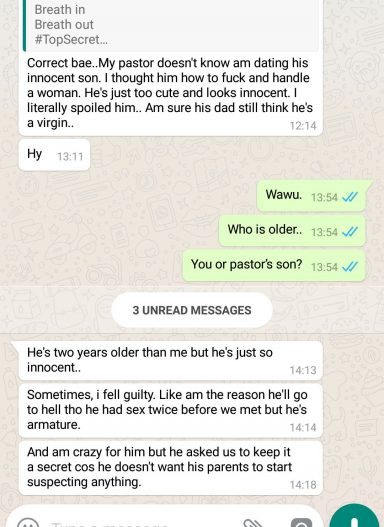 Breath in
Breath out
#TopSecret...
Correct bae..My pastor doesn't know am dating his
innocent son. I thought him how to fuck and handle
a woman. He's just too cute and looks innocent. I
literally spoiled him.. Am sure his dad still think he's
a virgin..
12:14
Hy 13:11
Wawu. 13:54
Who is older.. 13:54
You or pastor's son? 13:54
3 UNREAD MESSAGES
He's two years older than me but he's just so
innocent..
14:13
Sometimes, i fell guilty. Like am the reason he'll go
to hell tho he had sex twice before we met but he's
armature.
14:14
And am crazy for him but he asked us to keep it
a secret cos he doesn't want his parents to start
suspecting anything.
14:18
Type a message